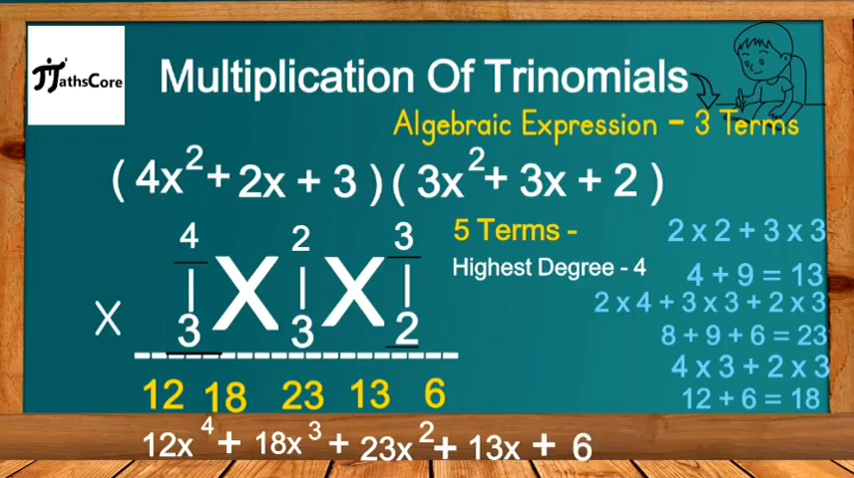 πathsCore
Multiplication Of Trinomials
Algebraic Expression – 3 Terms
( 4x² + 2x + 3 ) ( 3x² + 3x + 2 )
5 Terms -
Highest Degree - 4
4 2 3
X X
x 3 3 2
12 18 23 13 6
12x⁴ + 18x³ + 23x² + 13x + 6
2 x 2 + 3 x 3
4 + 9 = 13
2 x 4 + 3 x 3 + 2 x 3
8 + 9 + 6 = 23
4 x 3 + 2 x 3
12 + 6 = 18